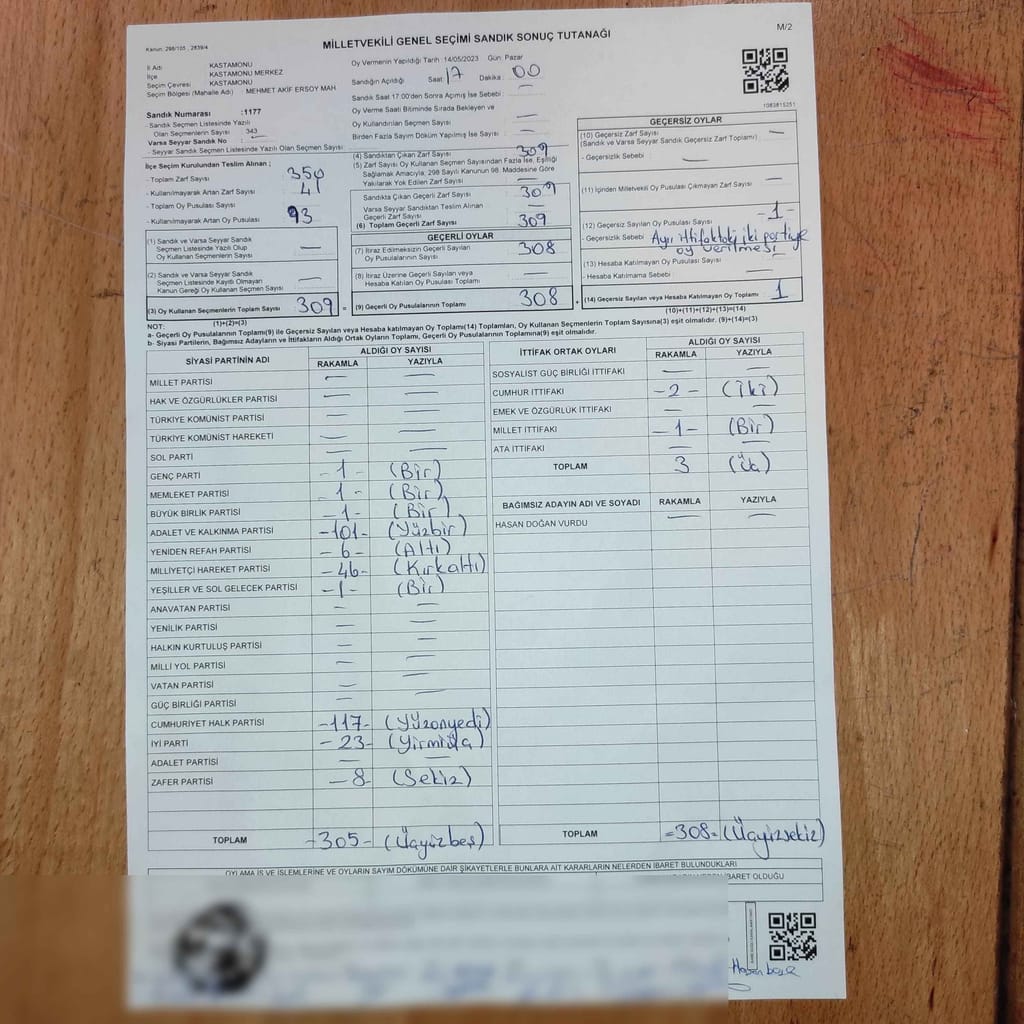 M/2
Kanun: 298/105 , 2839/4
MİLLETVEKİLİ GENEL SEÇİMİ SANDIK SONUÇ TUTANAĞI
İl Adı : KASTAMONU
İlçe : KASTAMONU MERKEZ
Seçim Çevresi : KASTAMONU
Seçim Bölgesi (Mahalle Adı) : MEHMET AKİF ERSOY MAH
Sandık Numarası : 1177
- Sandık Seçmen Listesinde Yazılı
Olan Seçmenlerin Sayısı : 343
Varsa Seyyar Sandık No :
- Seyyar Sandık Seçmen Listesinde Yazılı Olan Seçmen Sayısı :
Oy Vermenin Yapıldığı Tarih :14/05/2023 Gün: Pazar
Sandığın Açıldığı Saat : 17 Dakika : 00
Sandık Saat 17.00'den Sonra Açılmış İse Sebebi : —
Oy Verme Saati Bitiminde Sırada Bekleyen ve
Oy Kullandırılan Seçmen Sayısı —
Birden Fazla Sayım Döküm Yapılmış İse Sayısı : —
1083815251
İlçe Seçim Kurulundan Teslim Alınan ;
- Toplam Zarf Sayısı : 350
- Kullanılmayarak Artan Zarf Sayısı : 41
- Toplam Oy Pusulası Sayısı :
- Kullanılmayarak Artan Oy Pusulası : 93
(1) Sandık ve Varsa Seyyar Sandık
Seçmen Listesinde Yazılı Olup
Oy Kullanan Seçmenlerin Sayısı —
(2) Sandık ve Varsa Seyyar Sandık
Seçmen Listesinde Kayıtlı Olmayan
Kanun Gereği Oy Kullanan Seçmen Sayısı —
(3) Oy Kullanan Seçmenlerin Toplam Sayısı 309 =
(1)+(2)=(3)
(4) Sandıktan Çıkan Zarf Sayısı : 309
(5) Zarf Sayısı Oy Kullanan Seçmen Sayısından Fazla İse, Eşitliği
Sağlamak Amacıyla, 298 Sayılı Kanunun 98. Maddesine Göre
Yakılarak Yok Edilen Zarf Sayısı : —
Sandıkta Çıkan Geçerli Zarf Sayısı : 309
Varsa Seyyar Sandıktan Teslim Alınan
Geçerli Zarf Sayısı —
(6) Toplam Geçerli Zarf Sayısı : 309
GEÇERLİ OYLAR
(7) İtiraz Edilmeksizin Geçerli Sayılan
Oy Pusulalarının Sayısı : 308
(8) İtiraz Üzerine Geçerli Sayılan veya
Hesaba Katılan Oy Pusulalarının Sayısı : —
(9) Geçerli Oy Pusulalarının Toplamı 308 +
GEÇERSİZ OYLAR
(10) Geçersiz Zarf Sayısı : —
(Sandık ve Varsa Seyyar Sandık Geçersiz Zarf Toplamı)
- Geçersizlik Sebebi : —
(11) İçinden Milletvekili Oy Pusulası Çıkmayan Zarf Sayısı : —
(12) Geçersiz Sayılan Oy Pusulası Sayısı : -1-
- Geçersizlik Sebebi : Ayrı ittifaktaki iki partiye
oy verilmesi
(13) Hesaba Katılmayan Oy Pusulası Sayısı : —
- Hesaba Katılmama Sebebi : —
(14) Geçersiz Sayılan veya Hesaba Katılmayan Oy Toplamı 1
(10)+(11)+(12)+(13)=(14)
NOT:
a- Geçerli Oy Pusulalarının Toplamı(9) ile Geçersiz Sayılan veya Hesaba katılmayan Oy Toplamı(14) Toplamları, Oy Kullanan Seçmenlerin Toplam Sayısına(3) eşit olmalıdır. (9)+(14)=(3)
b- Siyasi Partilerin, Bağımsız Adayların ve İttifakların Aldığı Ortak Oyların Toplamı, Geçerli Oy Pusulalarının Toplamına(9) eşit olmalıdır.
SİYASİ PARTİNİN ADI ALDIĞI OY SAYISI
RAKAMLA YAZIYLA
MİLLET PARTİSİ — —
HAK VE ÖZGÜRLÜKLER PARTİSİ — —
TÜRKİYE KOMÜNİST PARTİSİ — —
TÜRKİYE KOMÜNİST HAREKETİ — —
SOL PARTİ — —
GENÇ PARTİ -1- (Bir)
MEMLEKET PARTİSİ -1- (Bir)
BÜYÜK BİRLİK PARTİSİ -1- (Bir)
ADALET VE KALKINMA PARTİSİ -101- (Yüzbir)
YENİDEN REFAH PARTİSİ -6- (Altı)
MİLLİYETÇİ HAREKET PARTİSİ -46- (Kırkaltı)
YEŞİLLER VE SOL GELECEK PARTİSİ -1- (Bir)
ANAVATAN PARTİSİ — —
YENİLİK PARTİSİ — —
HALKIN KURTULUŞ PARTİSİ — —
MİLLİ YOL PARTİSİ — —
VATAN PARTİSİ — —
GÜÇ BİRLİĞİ PARTİSİ — —
CUMHURİYET HALK PARTİSİ -117- (Yüzonyedi)
İYİ PARTİ -23- (Yirmiüç)
ADALET PARTİSİ — —
ZAFER PARTİSİ -8- (Sekiz)
TOPLAM -305- (Üçyüzbeş)
İTTİFAK ORTAK OYLARI ALDIĞI OY SAYISI
RAKAMLA YAZIYLA
SOSYALİST GÜÇ BİRLİĞİ İTTİFAKI — —
CUMHUR İTTİFAKI -2- (İki)
EMEK VE ÖZGÜRLÜK İTTİFAKI — —
MİLLET İTTİFAKI -1- (Bir)
ATA İTTİFAKI — —
TOPLAM 3 (Üç)
BAĞIMSIZ ADAYIN ADI VE SOYADI RAKAMLA YAZIYLA
HASAN DOĞAN VURDU — —
TOPLAM -308- (Üçyüzsekiz)
OYLAMA İŞ VE İŞLEMLERİNE VE OYLARIN SAYIM DÖKÜMÜNE DAİR ŞİKAYETLERLE BUNLARA AİT KARARLARIN NELERDEN İBARET BULUNDUKLARI
İBARET OLDUĞU